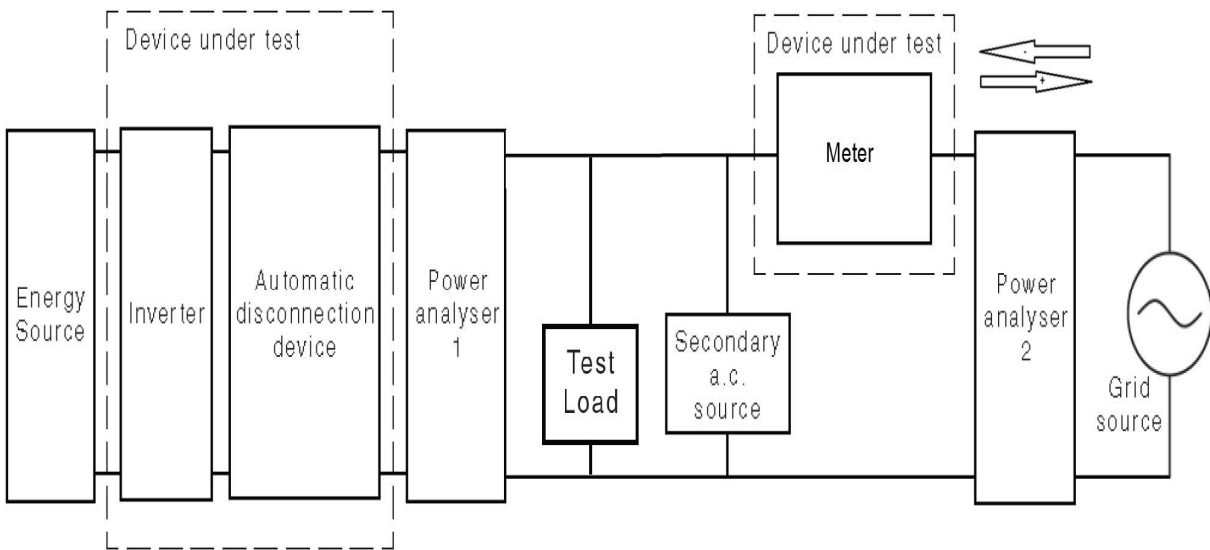 Device under test
Device under test
-
+
Energy
Source
Inverter
Automatic
disconnection
device
Power
analyser
1
Test
Load
Secondary
a.c.
source
Meter
Power
analyser
2
Grid
source